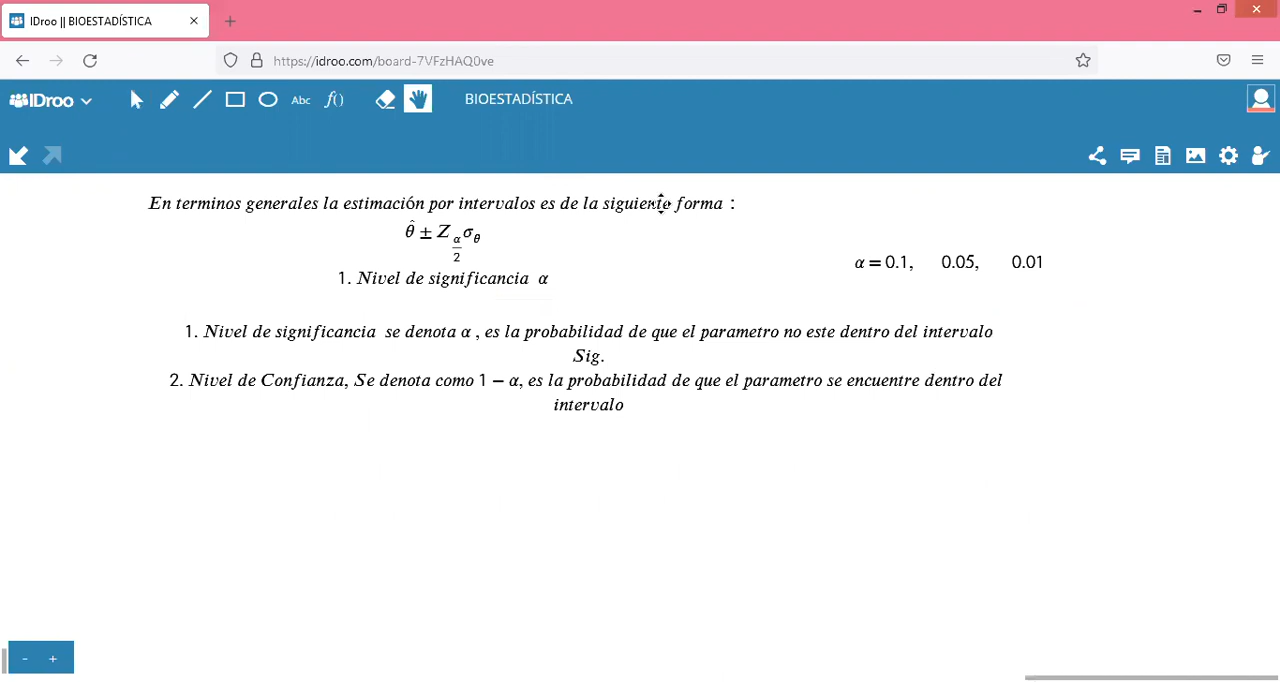 IDroo || BIOESTADÍSTICA
https://idroo.com/board-7VFzHAQ0ve
IDroo
Abc
f()
BIOESTADÍSTICA
En terminos generales la estimación por intervalos es de la siguiente forma :
θ̂ ± Z_{α/2} σ_θ
α = 0.1, 0.05, 0.01
1. Nivel de significancia α
1. Nivel de significancia se denota α , es la probabilidad de que el parametro no este dentro del intervalo
Sig.
2. Nivel de Confianza, Se denota como 1 − α, es la probabilidad de que el parametro se encuentre dentro del
intervalo
- +